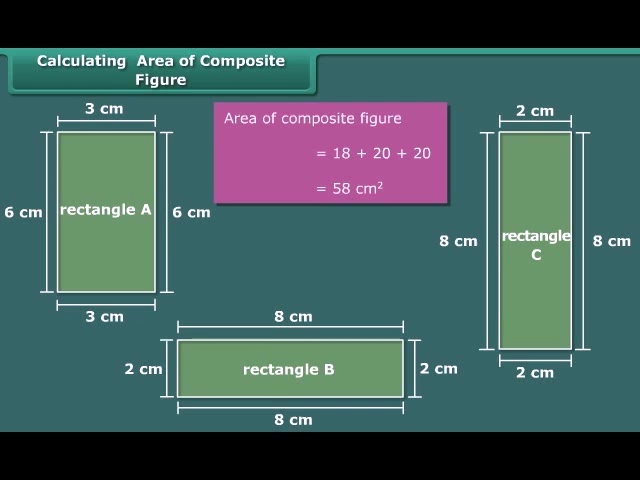 Calculating Area of Composite
Figure
3 cm
6 cm
rectangle A
6 cm
3 cm
Area of composite figure
= 18 + 20 + 20
= 58 cm²
2 cm
8 cm
rectangle
C
8 cm
2 cm
8 cm
2 cm
rectangle B
2 cm
8 cm